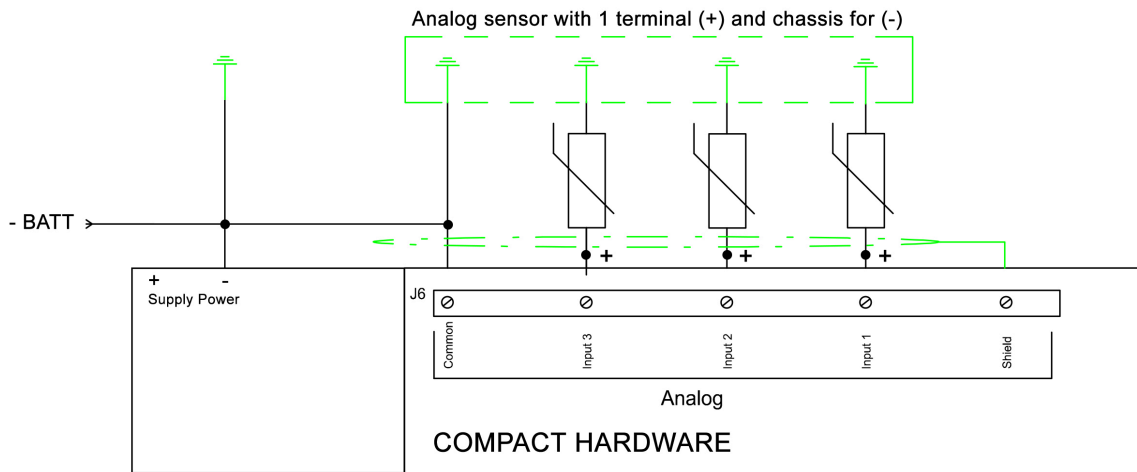 Analog sensor with 1 terminal (+) and chassis for (-)
- BATT
+ + +
+ -
Supply Power
J6
Common
Input 3
Input 2
Input 1
Shield
Analog
COMPACT HARDWARE